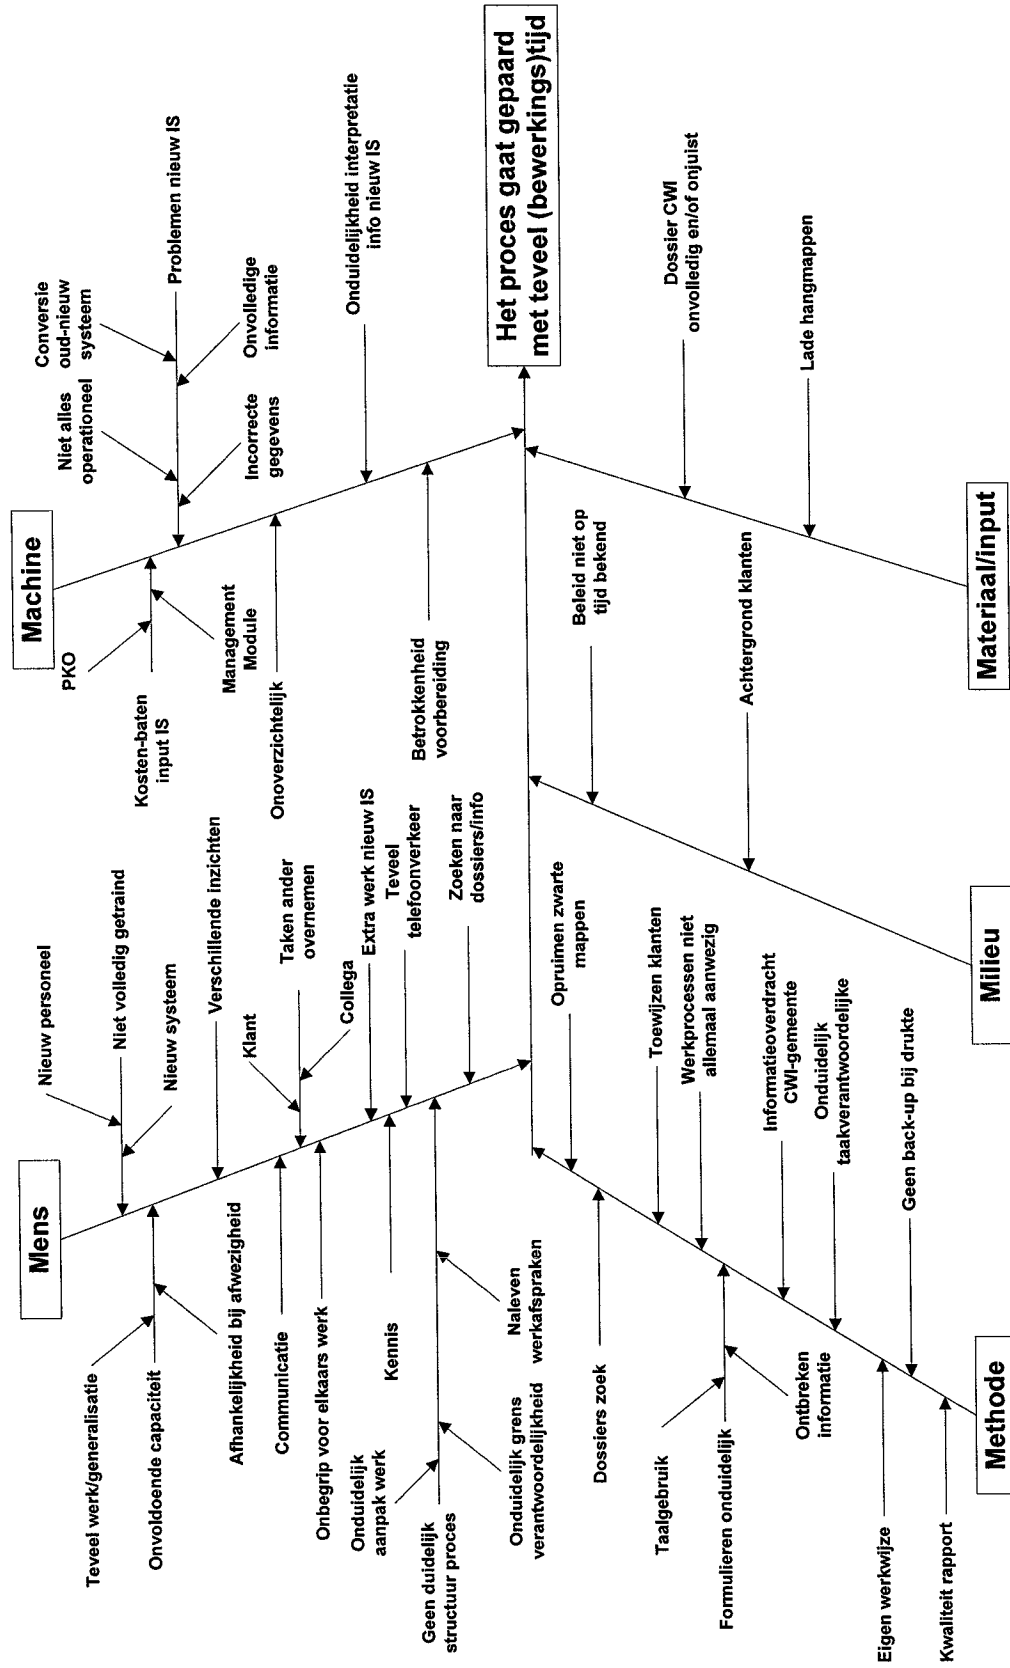 Mens
Nieuw personeel
Niet volledig getrand
Nieuw systeem
Teveel werk/generalisatie
Onvoldoende capaciteit
Afhankelijkheid bij afwezigheid
Verschillende inzichten
Klant
Taken ander
overnemen
Collega
Communicatie
Onbegrip voor elkaars werk
Extra werk nieuw IS
Kennis
Teveel
telefoonverkeer
Onduidelijk
aanpak werk
Geen duidelijk
structuur proces
Naleven
werkafspraken
Onduidelijk grens
verantwoordelijkheid
Zoeken naar
dossiers/info
Machine
PKO
Kosten-baten
input IS
Management
Module
Conversie
oud-nieuw
systeem
Niet alles
operationeel
Problemen nieuw IS
Onvolledige
informatie
Incorrecte
gegevens
Onoverzichtelijk
Onduidelijkheid interpretatie
info nieuw IS
Betrokkenheid
voorbereiding
Het proces gaat gepaard
met teveel (bewerkings)tijd
Opruimen zwarte
mappen
Dossiers zoek
Toewijzen klanten
Werkprocessen niet
allemaal aanwezig
Taalgebruik
Formulieren onduidelijk
Ontbreken
informatie
Informatieoverdracht
CWI-gemeente
Onduidelijk
taakverantwoordelijke
Eigen werkwijze
Geen back-up bij drukte
Kwaliteit rapport
Methode
Beleid niet op
tijd bekend
Achtergrond klanten
Milieu
Dossier CWI
onvolledig en/of onjuist
Lade hangmappen
Materiaal/input